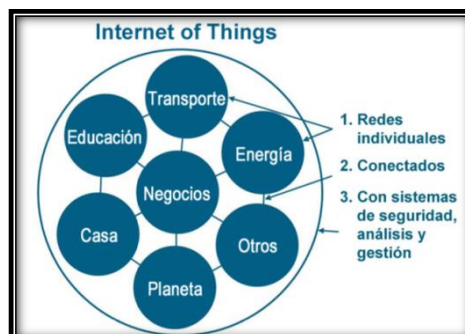 Internet of Things
Transporte
Educación
Energía
Negocios
Casa
Otros
Planeta
1. Redes
individuales
2. Conectados
3. Con sistemas
de seguridad,
análisis y
gestión